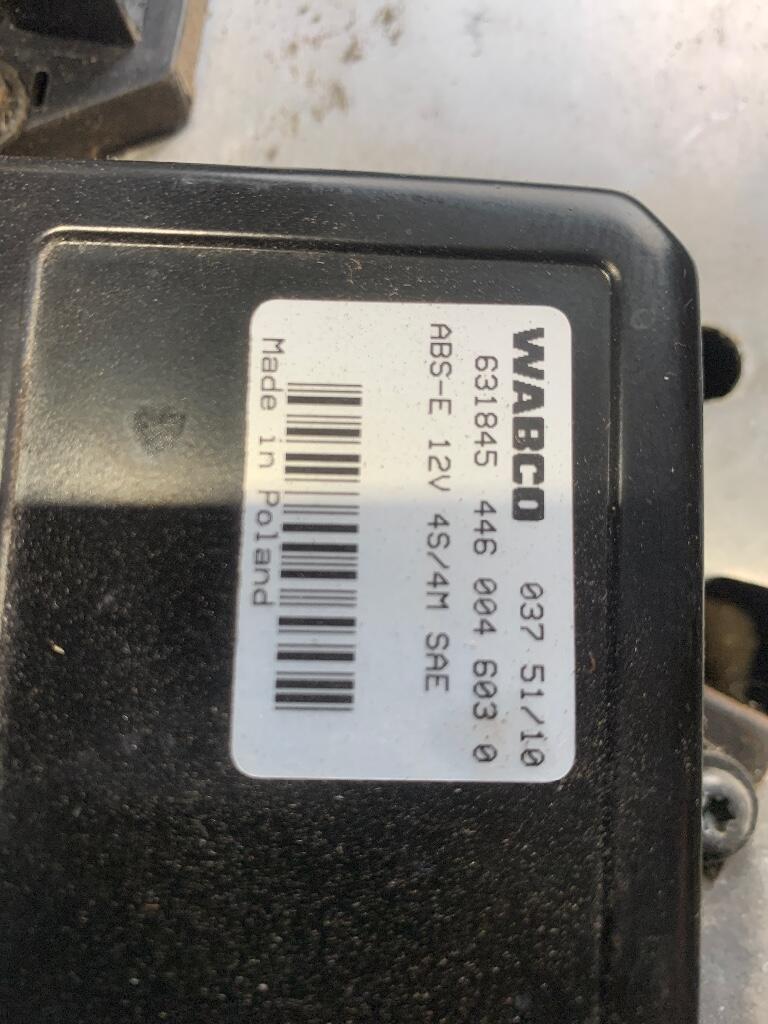 WABCO 037 51/10
631845 446 004 603 0
ABS-E 12V 4S/4M SAE
Made in Poland